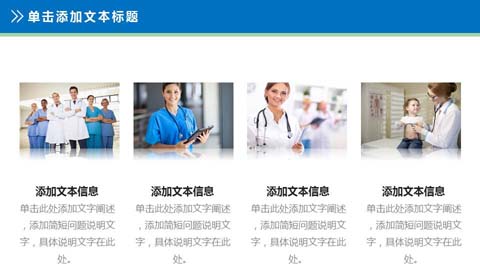 单击添加文本标题
添加文本信息
单击此处添加文字阐述
，添加简短问题说明文
字，具体说明文字在此
处。
添加文本信息
单击此处添加文字阐述
，添加简短问题说明文
字，具体说明文字在此
处。
添加文本信息
单击此处添加文字阐述
，添加简短问题说明文
字，具体说明文字在此
处。
添加文本信息
单击此处添加文字阐述
，添加简短问题说明文
字，具体说明文字在此
处。